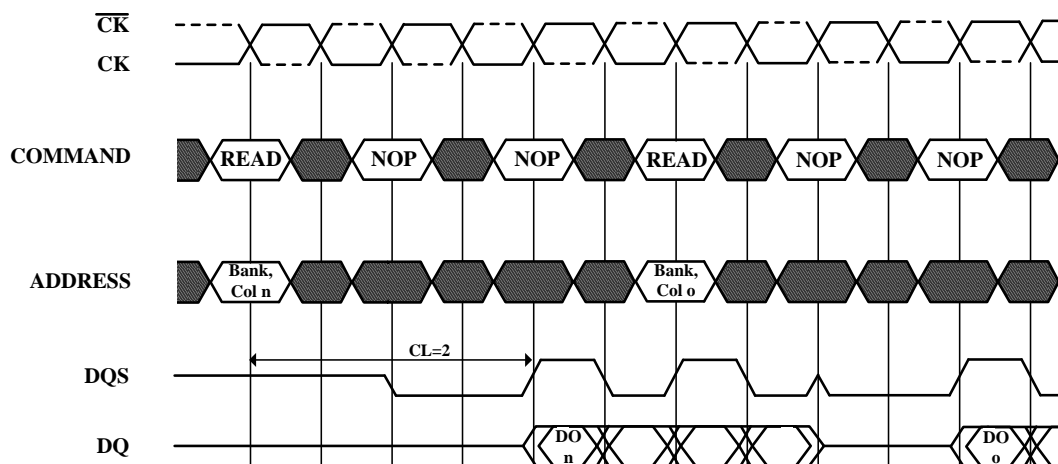 CK
CK
COMMAND READ NOP NOP READ NOP NOP
ADDRESS Bank, Col n Bank, Col o
CL=2
DQS
DQ DO n DO o